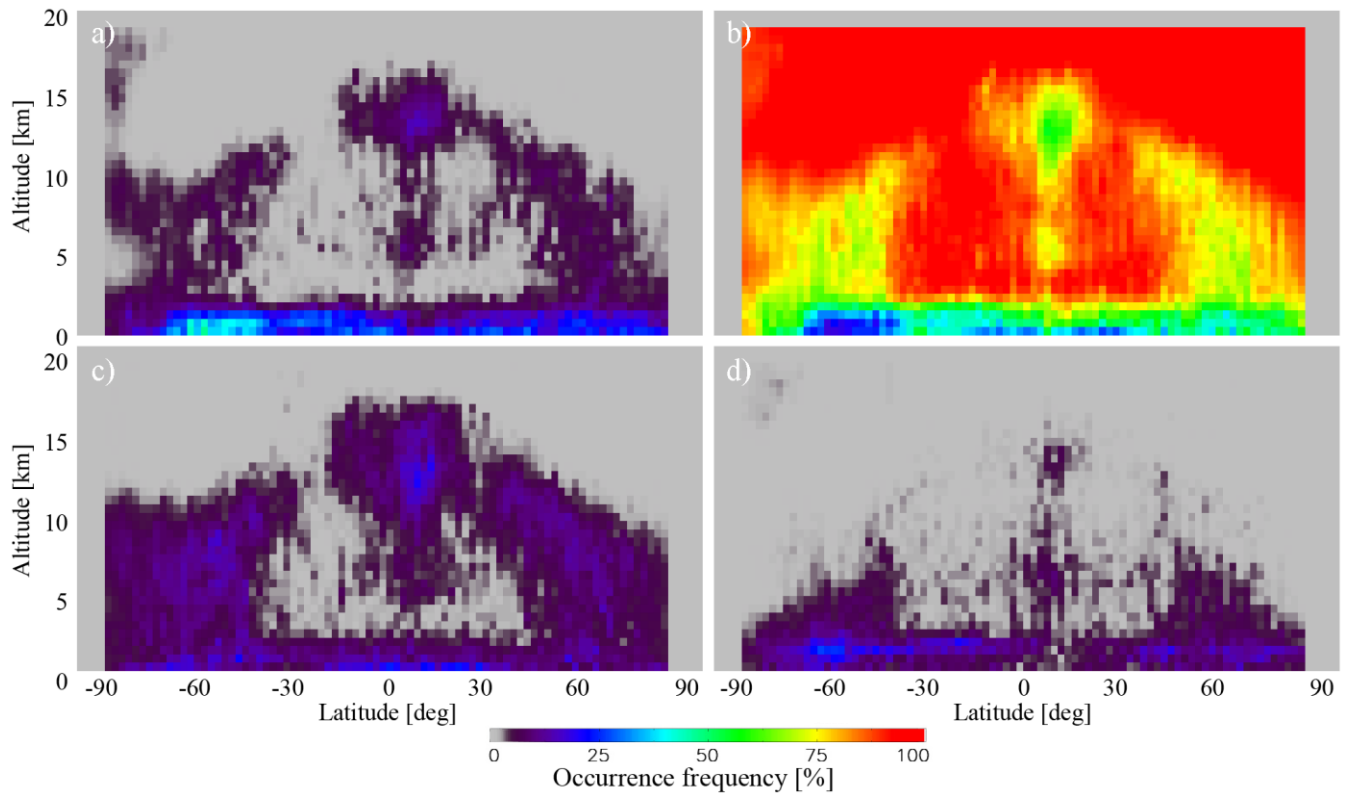 20
a)
b)
15
Altitude [km]
10
5
0
20
c)
d)
15
Altitude [km]
10
5
0
-90 -60 -30 0 30 60 90
-90 -60 -30 0 30 60 90
Latitude [deg]
Latitude [deg]
0 25 50 75 100
Occurrence frequency [%]